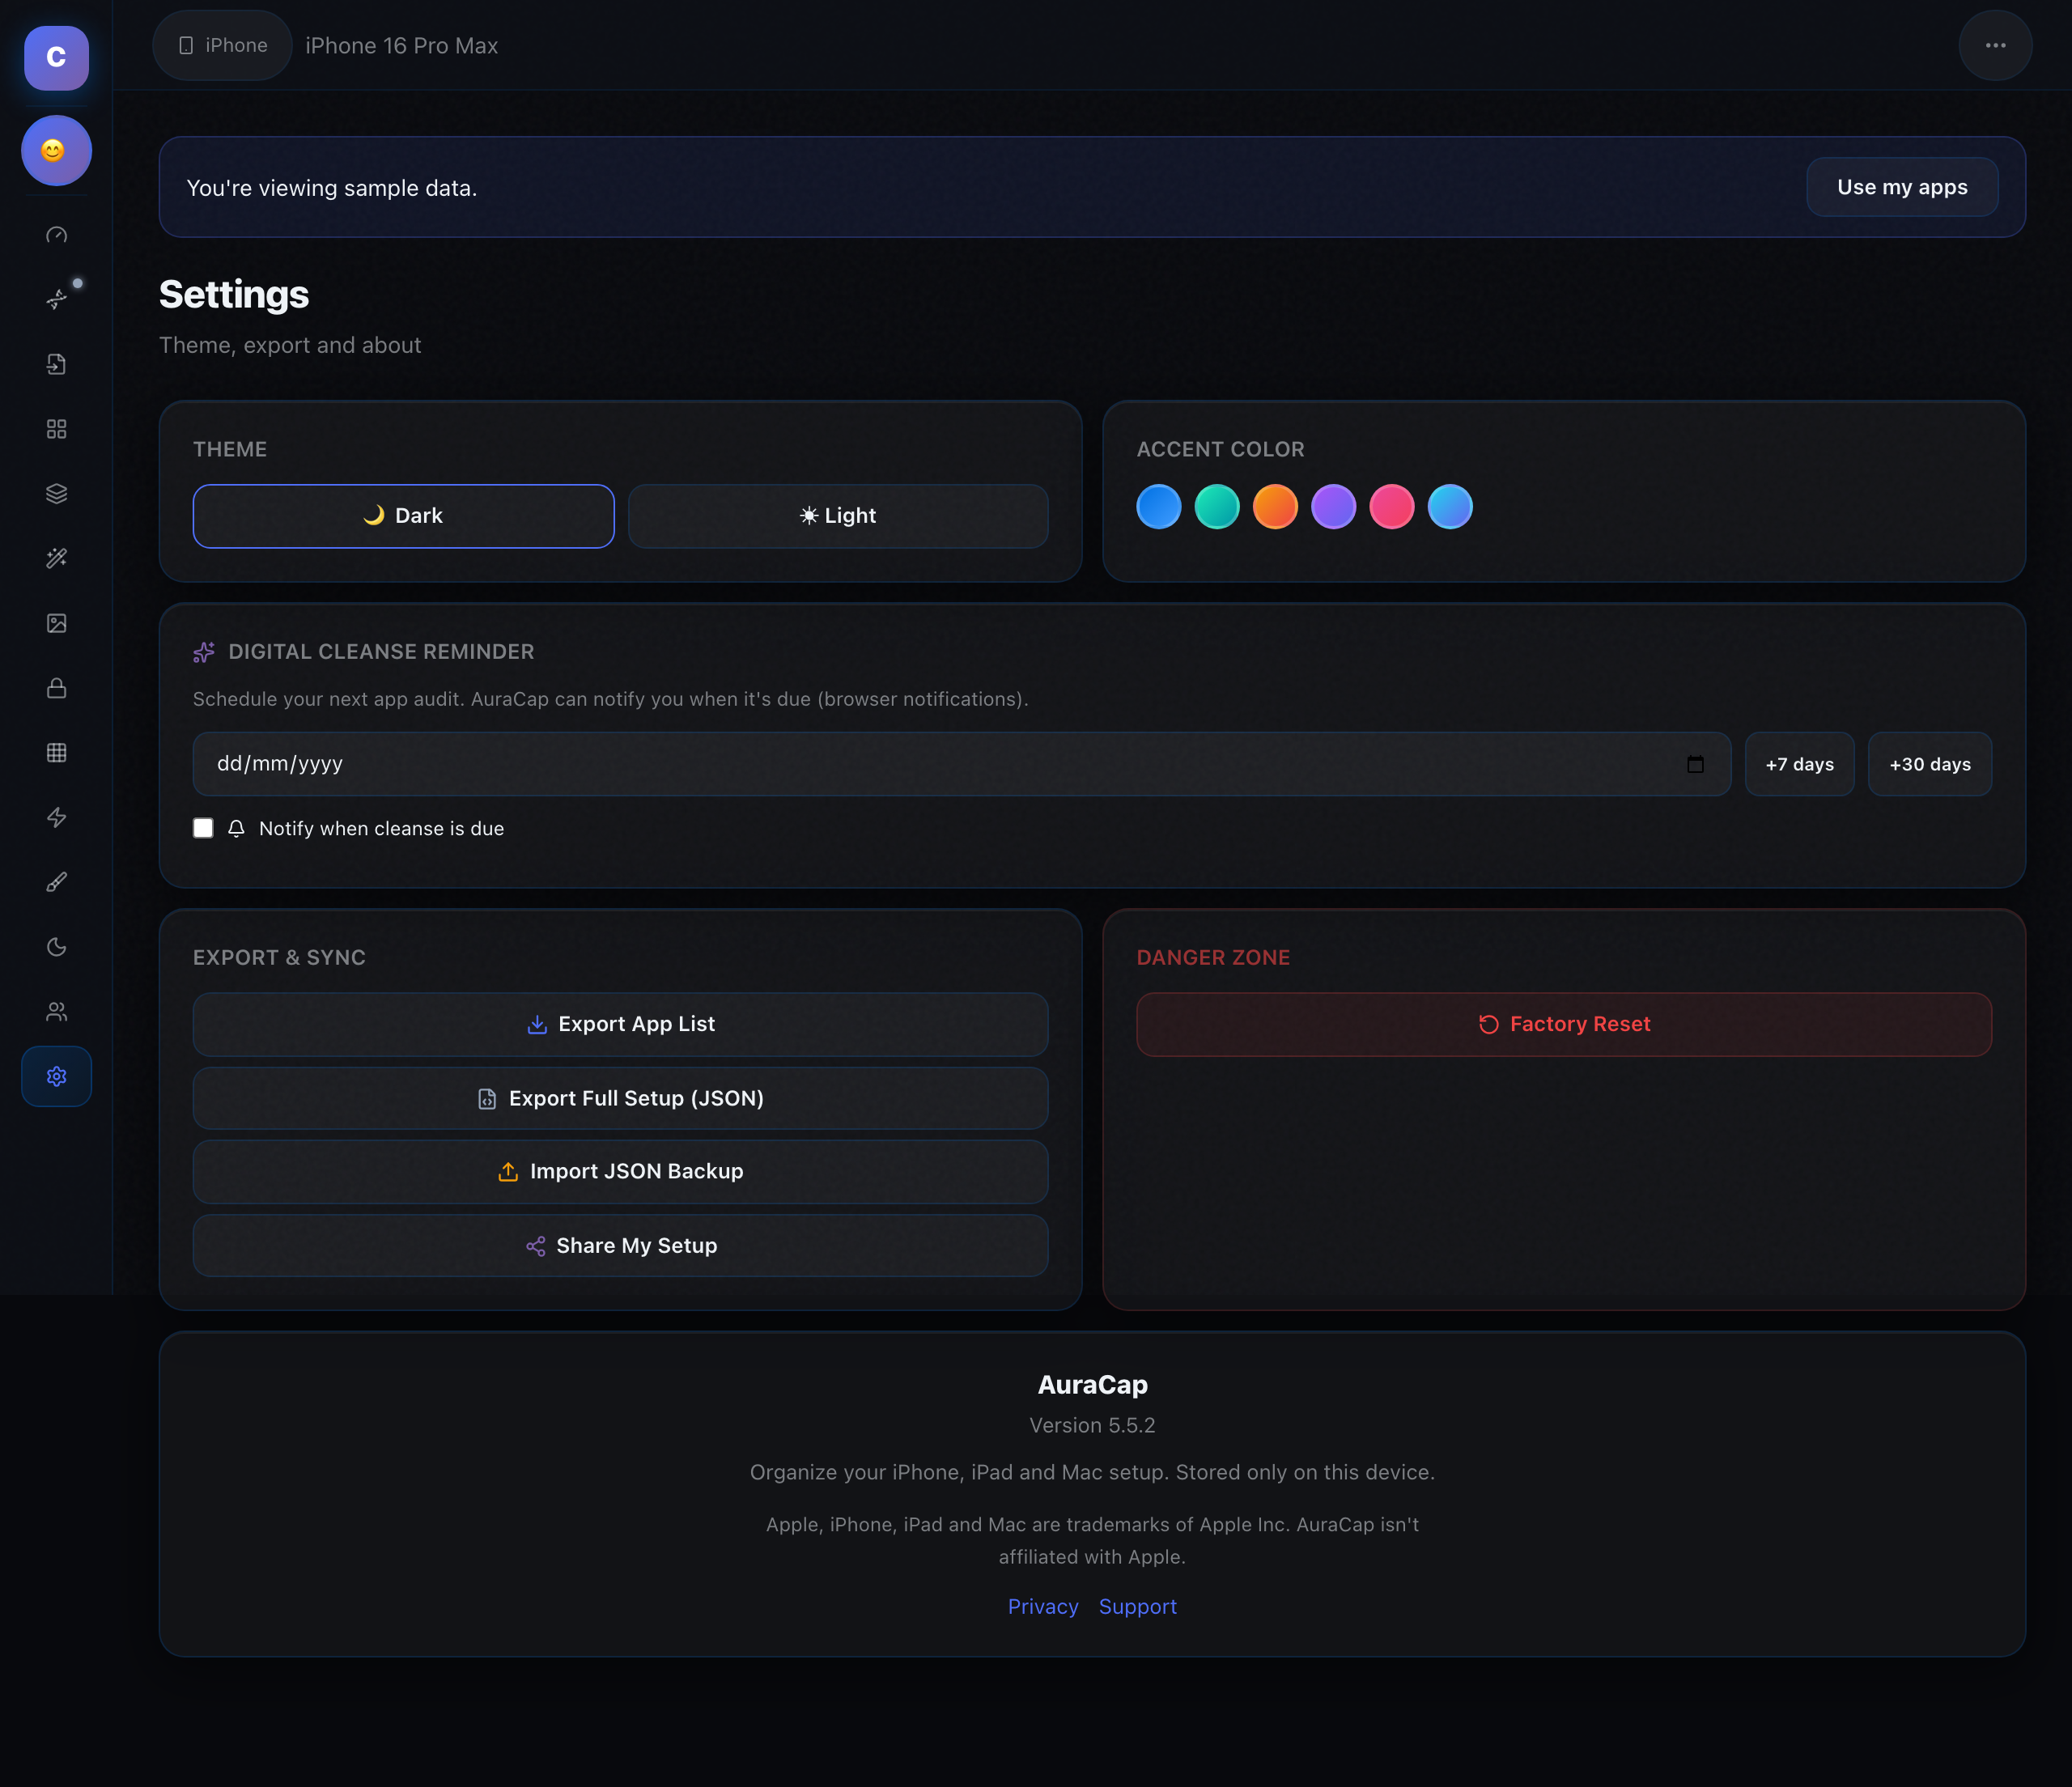 C
iPhone
iPhone 16 Pro Max
You're viewing sample data.
Use my apps
Settings
Theme, export and about
THEME
Dark
Light
ACCENT COLOR
DIGITAL CLEANSE REMINDER
Schedule your next app audit. AuraCap can notify you when it's due (browser notifications).
dd/mm/yyyy
+7 days
+30 days
Notify when cleanse is due
EXPORT & SYNC
Export App List
Export Full Setup (JSON)
Import JSON Backup
Share My Setup
DANGER ZONE
Factory Reset
AuraCap
Version 5.5.2
Organize your iPhone, iPad and Mac setup. Stored only on this device.
Apple, iPhone, iPad and Mac are trademarks of Apple Inc. AuraCap isn't
affiliated with Apple.
Privacy Support